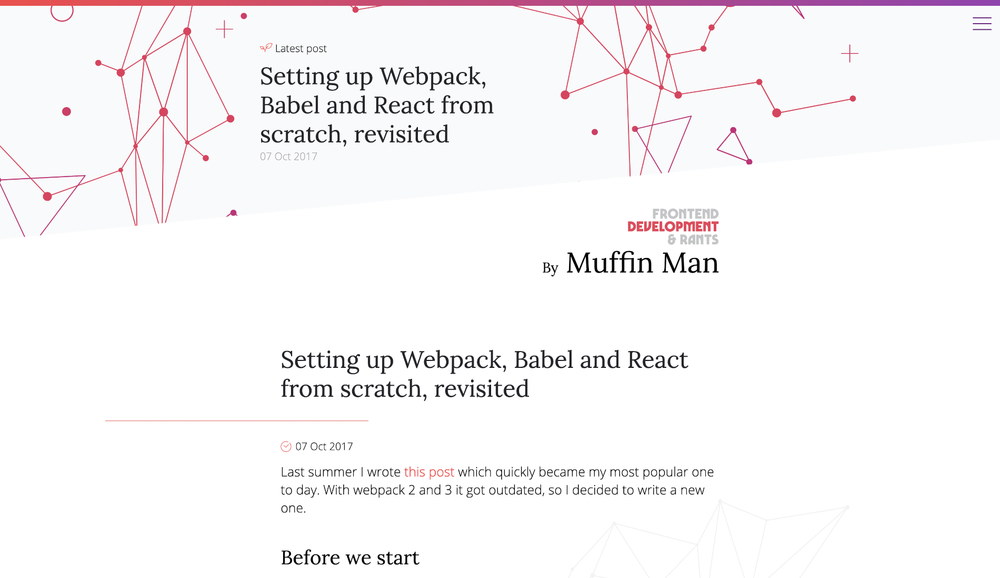 Latest post
Setting up Webpack,
Babel and React from
scratch, revisited
07 Oct 2017
FRONTEND
DEVELOPMENT
& RANTS
By Muffin Man
Setting up Webpack, Babel and React
from scratch, revisited
07 Oct 2017
Last summer I wrote this post which quickly became my most popular one
to day. With webpack 2 and 3 it got outdated, so I decided to write a new
one.
Before we start